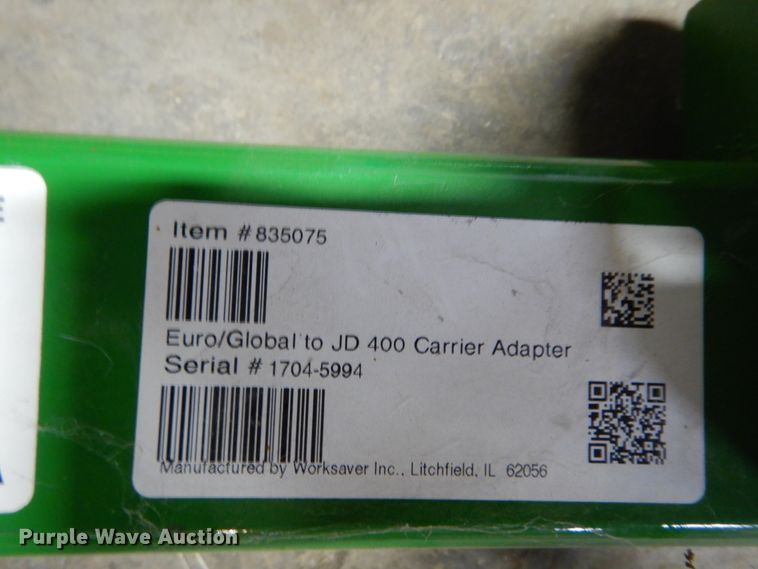 Item #835075
Euro/Global to JD 400 Carrier Adapter
Serial # 1704-5994
Manufactured by Worksaver Inc., Litchfield, IL 62056
Purple Wave Auction